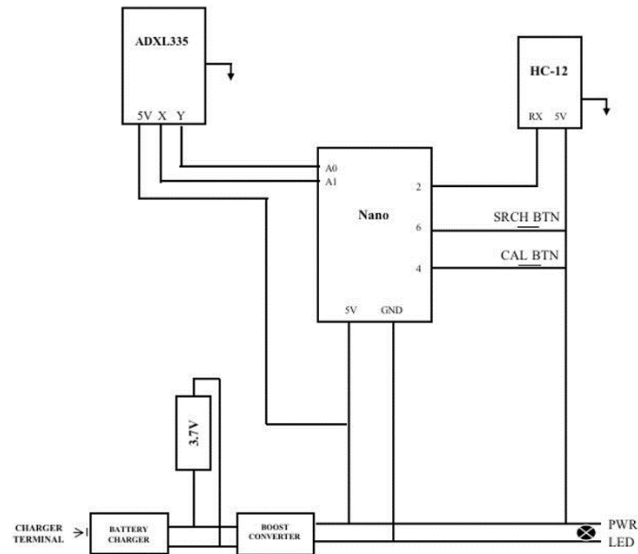 ADXL335
5V X Y
HC-12
RX 5V
A0
A1
Nano
2
6
4
SRCH BTN
CAL BTN
5V GND
3.7V
CHARGER
TERMINAL
BATTERY
CHARGER
BOOST
CONVERTER
PWR
LED